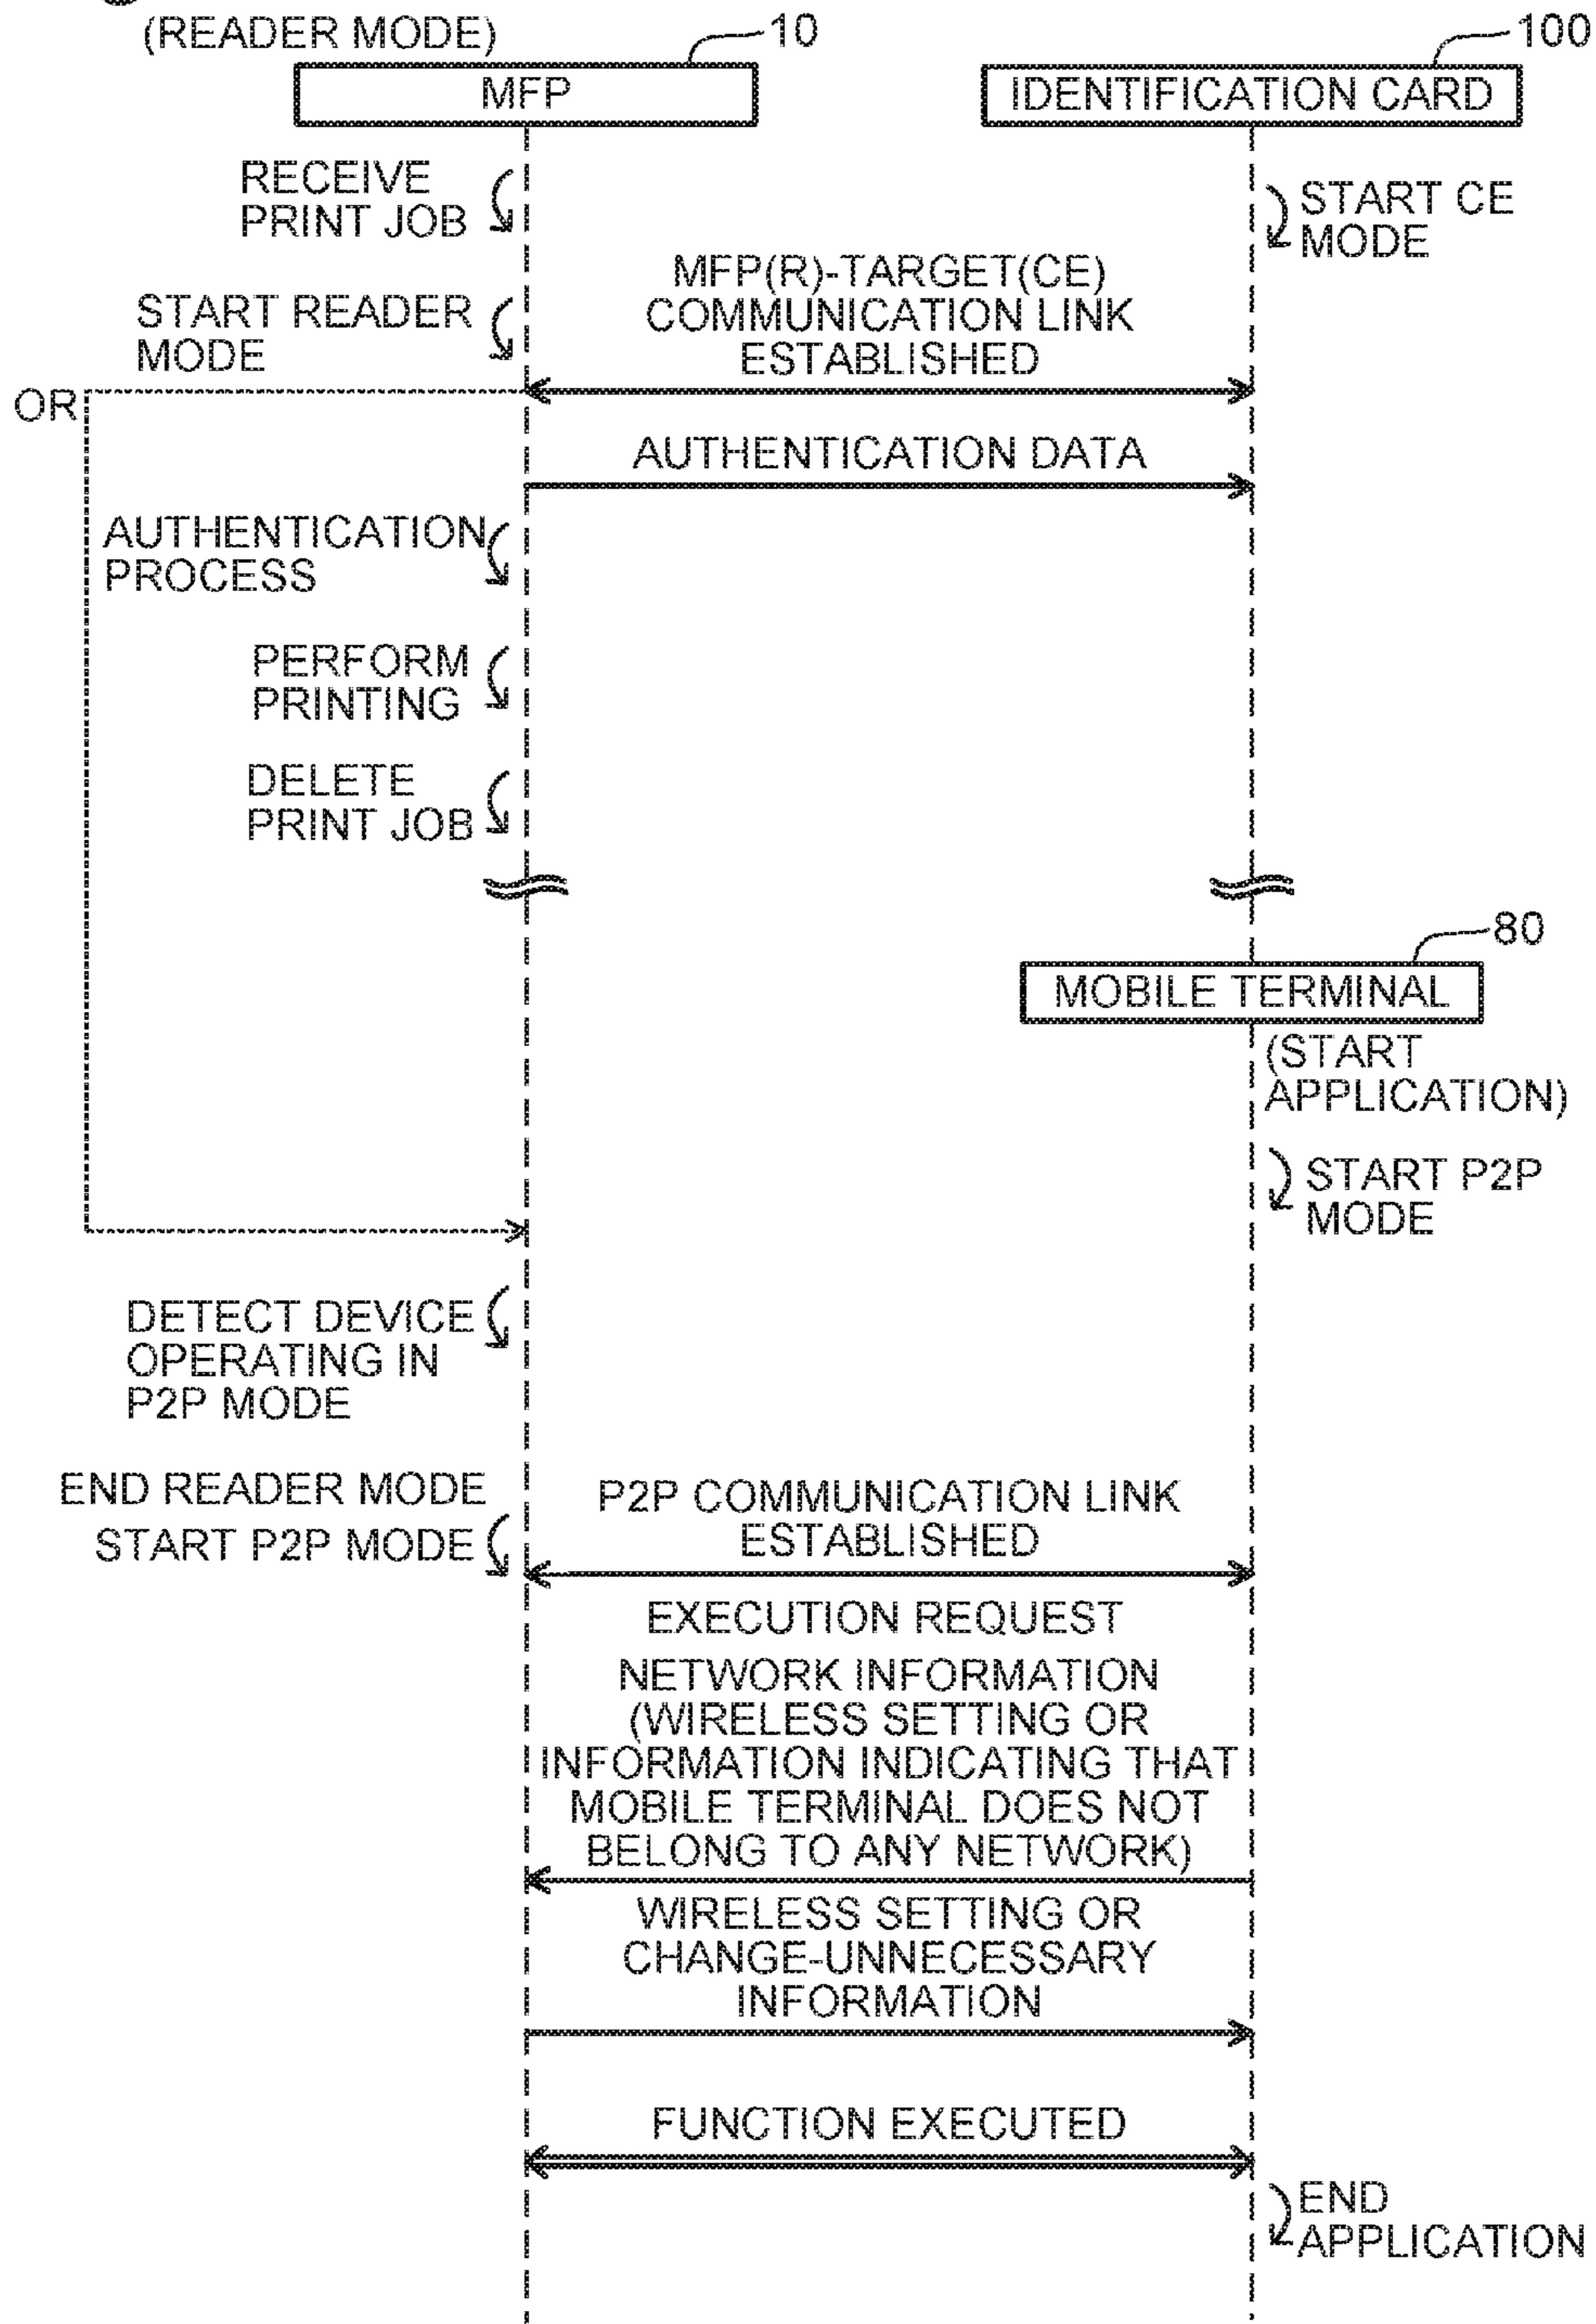 (READER MODE)
10
100
MFP
IDENTIFICATION CARD
RECEIVE
PRINT JOB
START CE
MODE
MFP(R)-TARGET(CE)
COMMUNICATION LINK
ESTABLISHED
START READER
MODE
OR
AUTHENTICATION DATA
AUTHENTICATION
PROCESS
PERFORM
PRINTING
DELETE
PRINT JOB
80
MOBILE TERMINAL
(START
APPLICATION)
START P2P
MODE
DETECT DEVICE
OPERATING IN
P2P MODE
END READER MODE
START P2P MODE
P2P COMMUNICATION LINK
ESTABLISHED
EXECUTION REQUEST
NETWORK INFORMATION
(WIRELESS SETTING OR
INFORMATION INDICATING THAT
MOBILE TERMINAL DOES NOT
BELONG TO ANY NETWORK)
WIRELESS SETTING OR
CHANGE-UNNECESSARY
INFORMATION
FUNCTION EXECUTED
END
APPLICATION